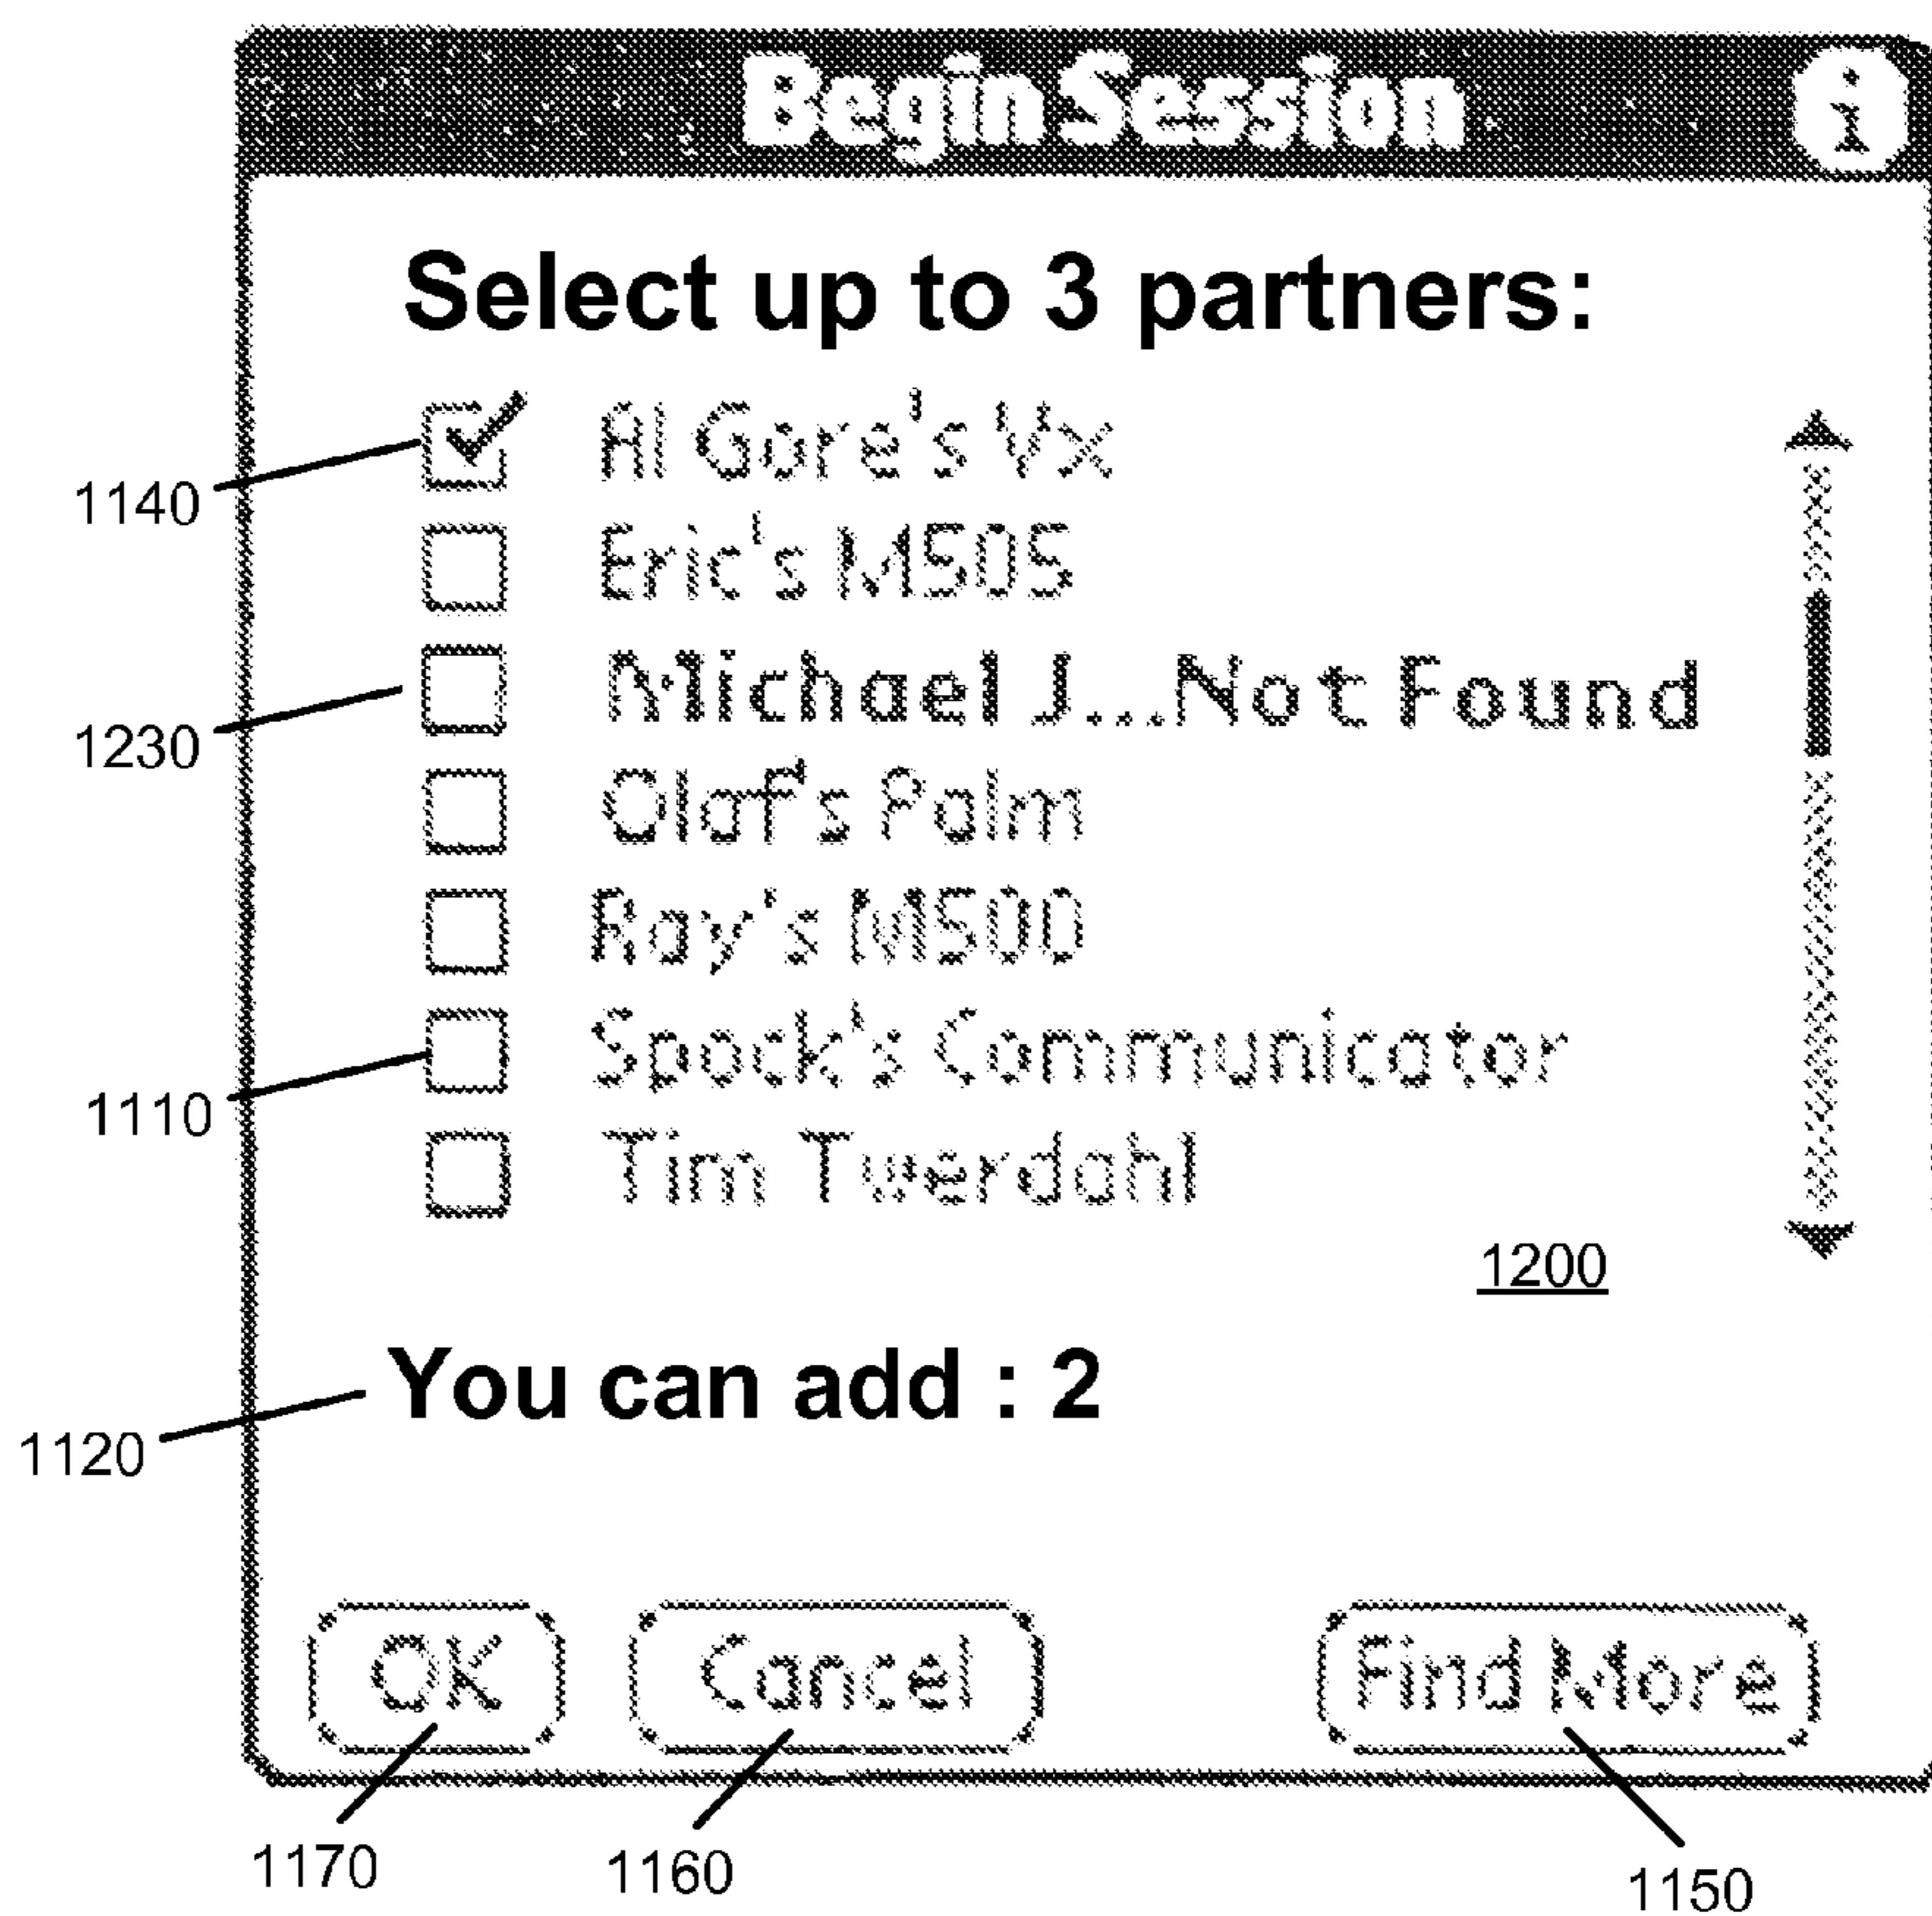 Begin Session i
Select up to 3 partners:
1140 Al Gore's Vx
Eric's M505
1230 Michael J...Not Found
Olaf's Palm
Ray's M500
1110 Spock's Communicator
Tim Twerdahl
1200
1120 You can add : 2
OK Cancel Find More
1170 1160 1150